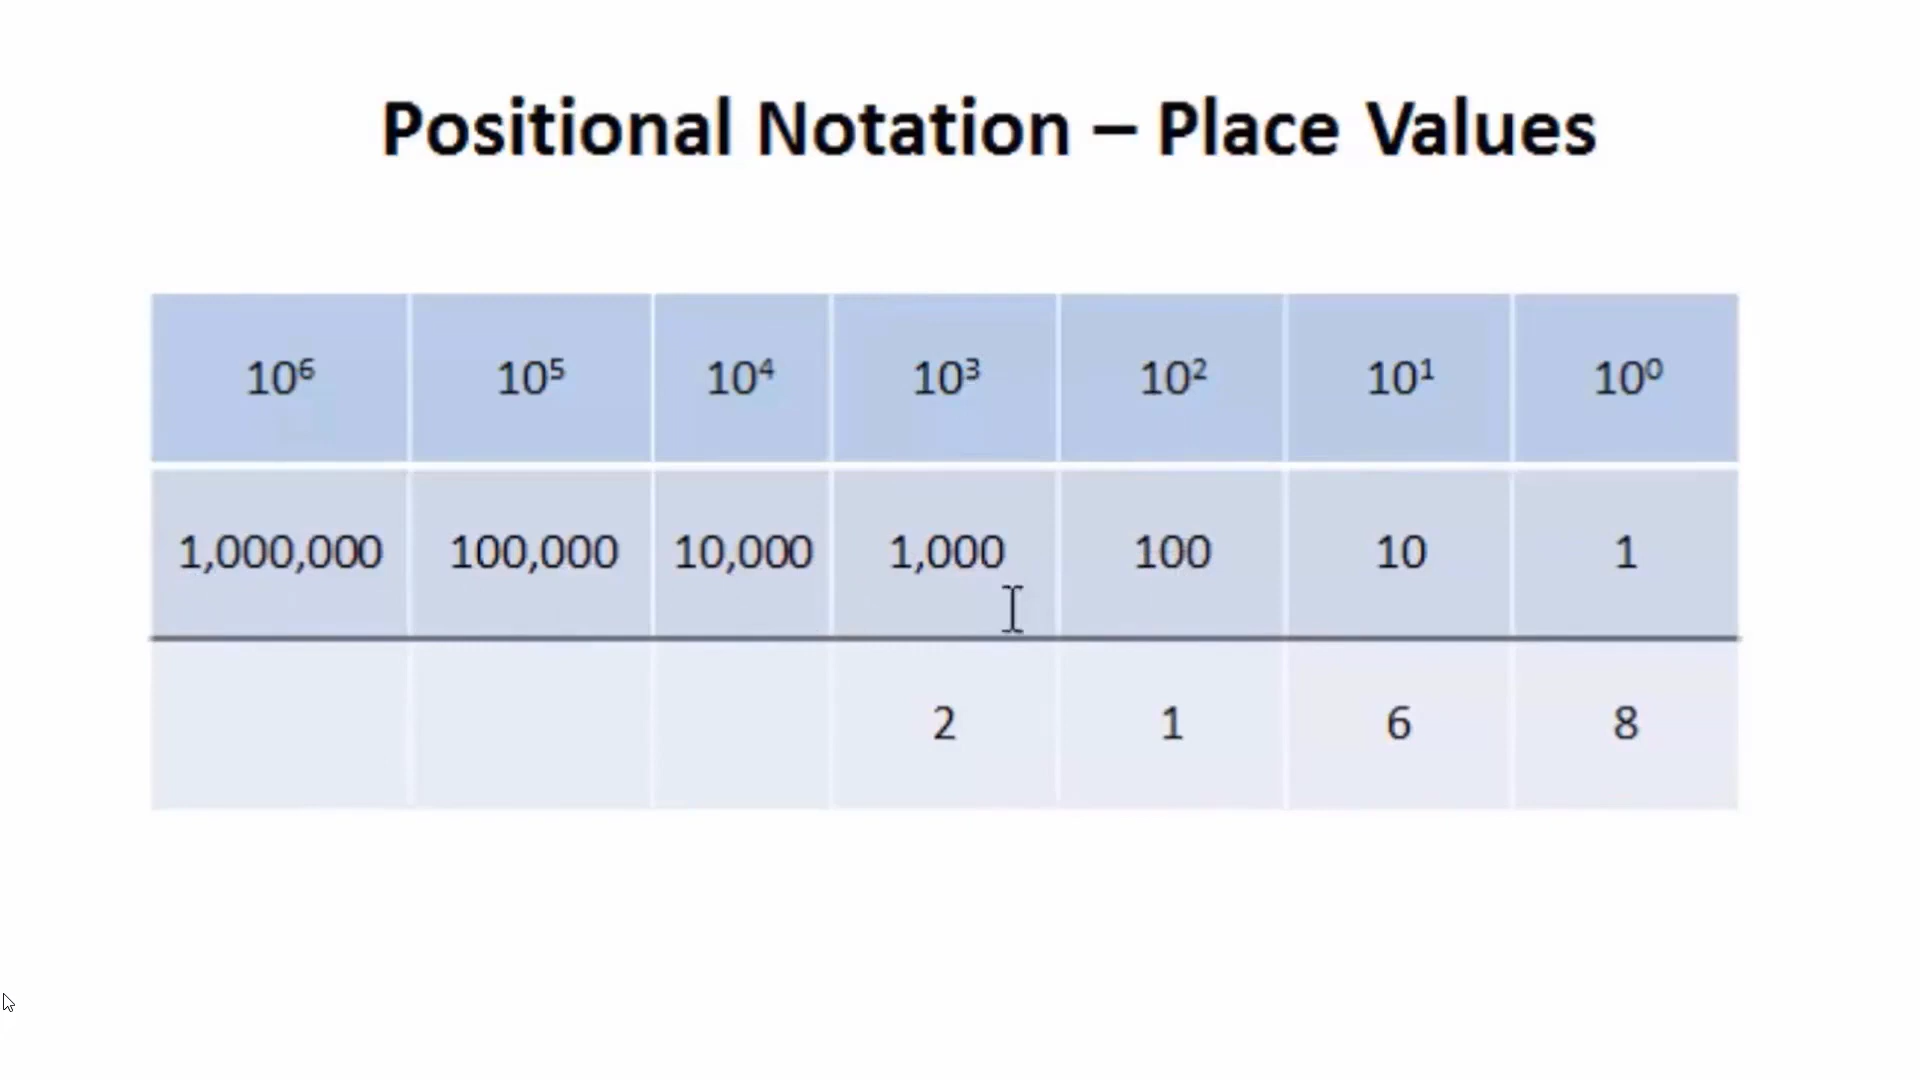 Positional Notation – Place Values
10⁶ 10⁵ 10⁴ 10³ 10² 10¹ 10⁰
1,000,000 100,000 10,000 1,000 100 10 1
2 1 6 8